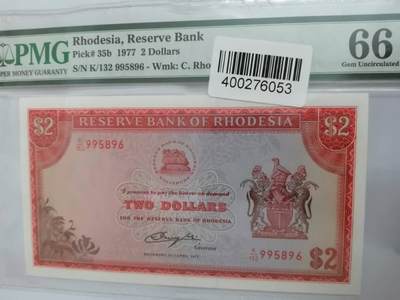 PMG
PAPER MONEY GUARANTY
Rhodesia, Reserve Bank
Pick# 35b 1977 2 Dollars
S/N K/132 995896 - Wmk: C. Rho
66
Gem Uncirculated
400276053
$2
RESERVE BANK OF RHODESIA
$2
K/132 995896
I promise to pay the bearer on demand
TWO DOLLARS
FOR THE RESERVE BANK OF RHODESIA
Governor
K/132 995896
$2